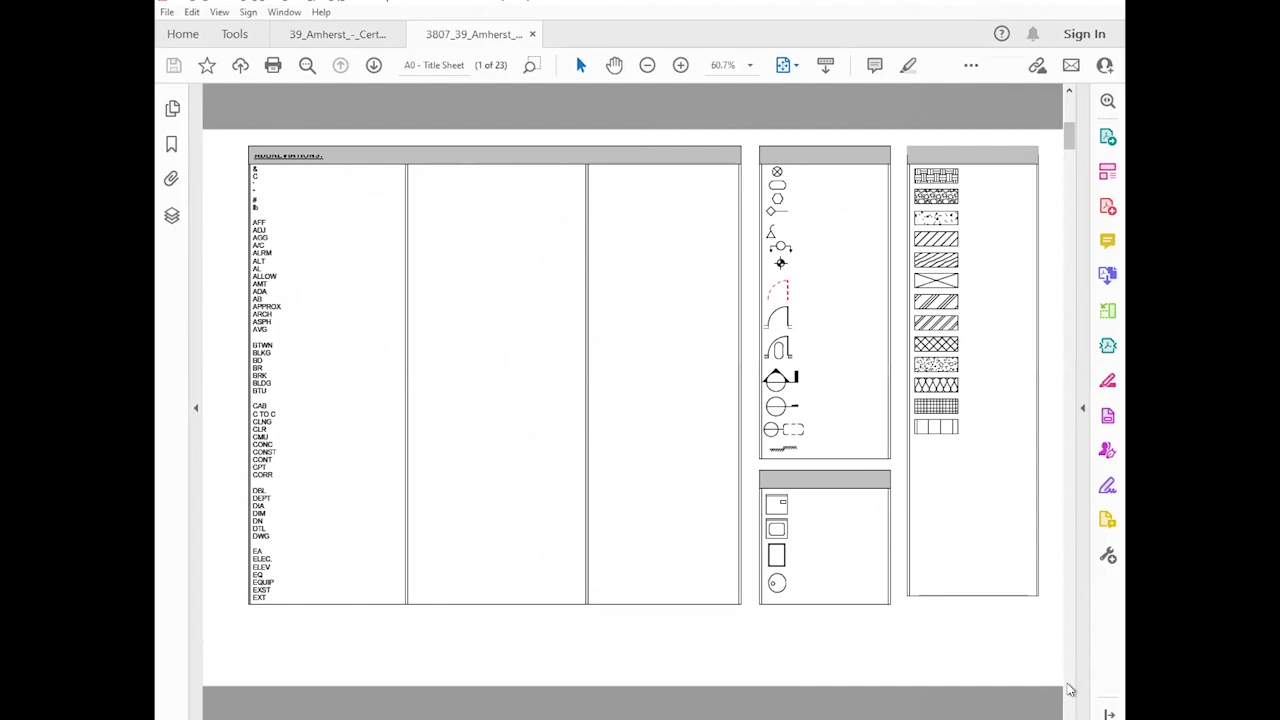 File Edit View Sign Window Help
Home Tools 39_Amherst_-_Cert... 3807_39_Amherst_... × Sign In
A0 - Title Sheet (1 of 23) 60.7%
ABBREVIATIONS:
&
C
'
"
#
lb
AFF
ADJ
AGG
A/C
ALRM
ALT
AL
ALLOW
AMT
ADA
AB
APPROX
ARCH
ASPH
AVG
BTWN
BLKG
BD
BR
BRK
BLDG
BTU
CAB
C TO C
CLNG
CLR
CMU
CONC
CONST
CONT
CPT
CORR
DBL
DEPT
DIA
DIM
DN
DTL
DWG
EA
ELEC.
ELEV
EQ
EQUIP
EXST
EXT